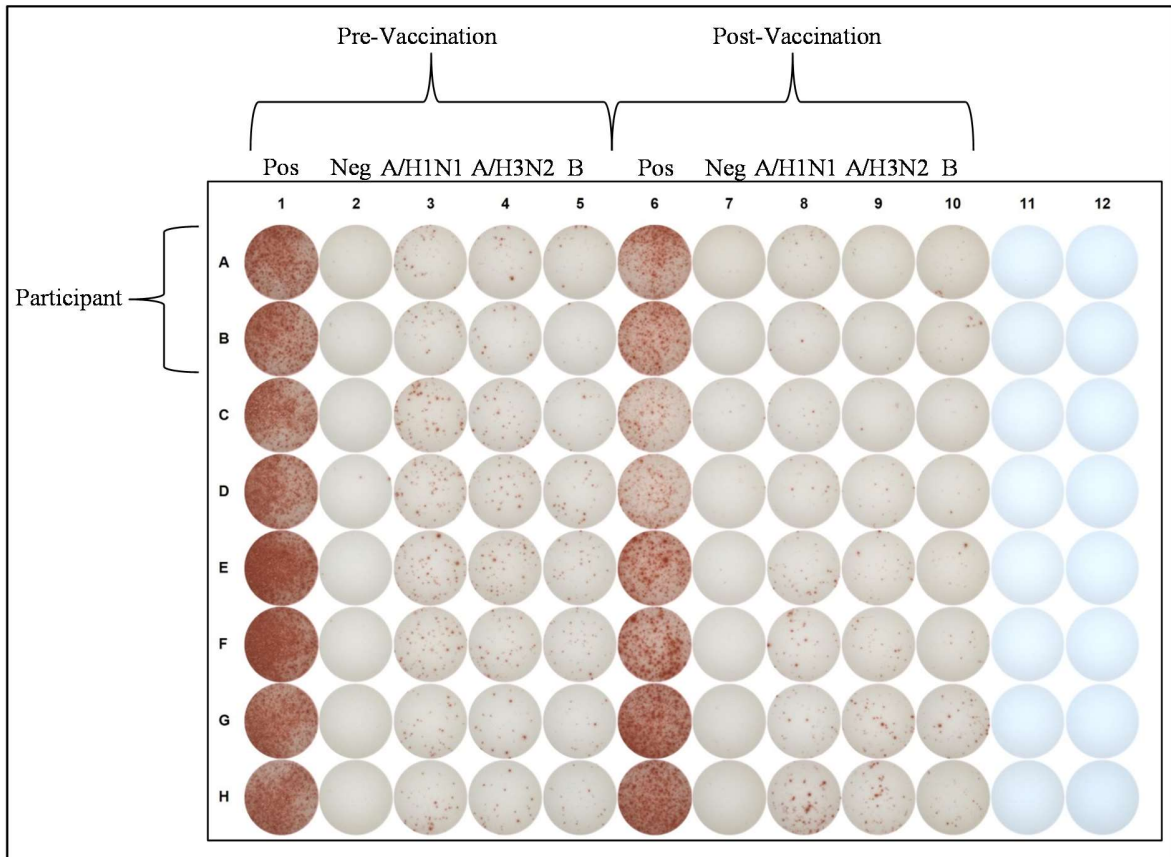 Pre-Vaccination Post-Vaccination
Pos Neg A/H1N1 A/H3N2 B Pos Neg A/H1N1 A/H3N2 B
1 2 3 4 5 6 7 8 9 10 11 12
A
Participant
B
C
D
E
F
G
H